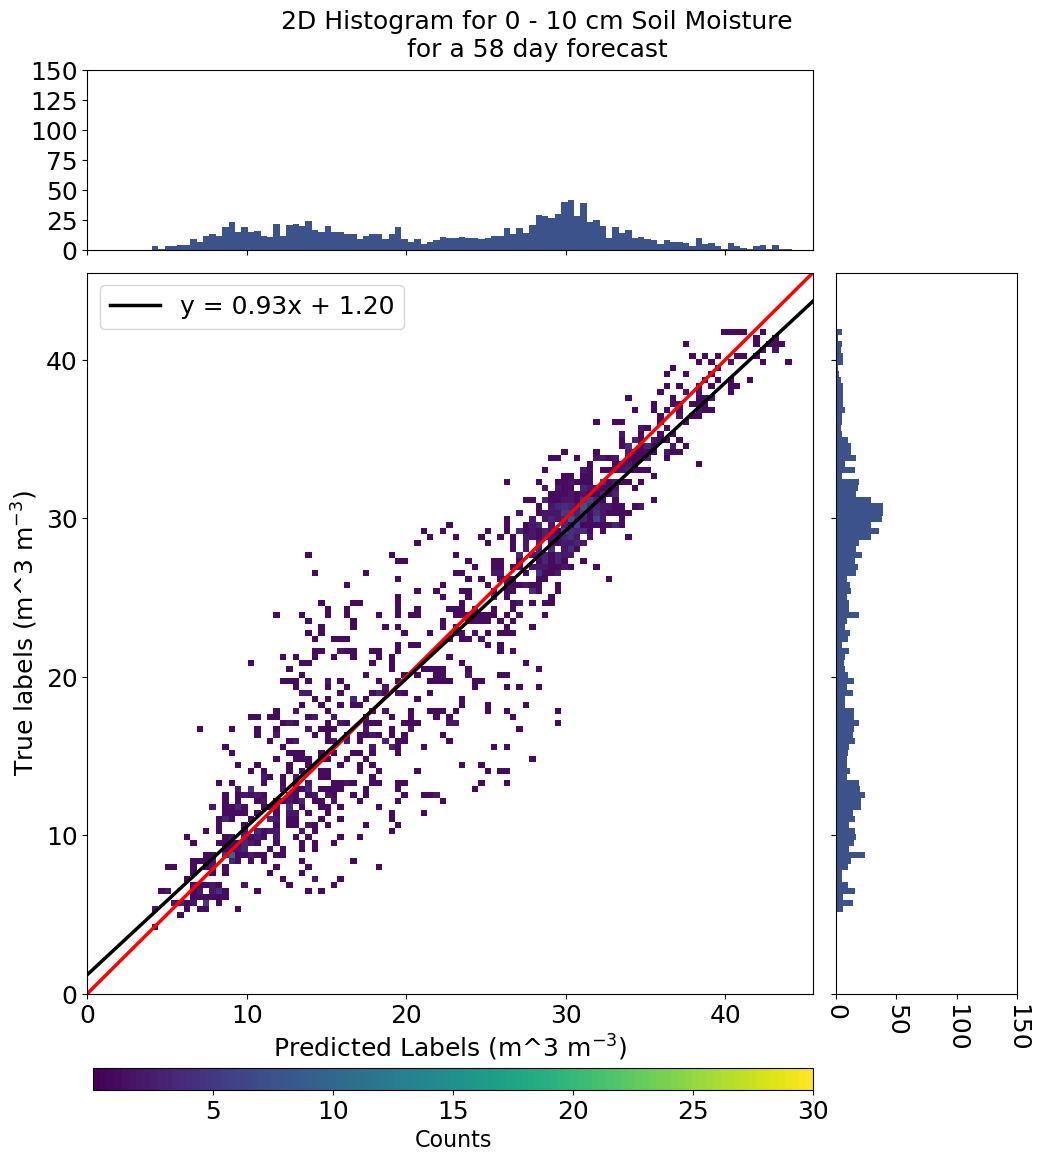 2D Histogram for 0 - 10 cm Soil Moisture
for a 58 day forecast
150
125
100
75
50
25
0
y = 0.93x + 1.20
40
30
20
10
0
True labels (m^3 m⁻³)
0 10 20 30 40
Predicted Labels (m^3 m⁻³)
0 50 100 150
5 10 15 20 25 30
Counts